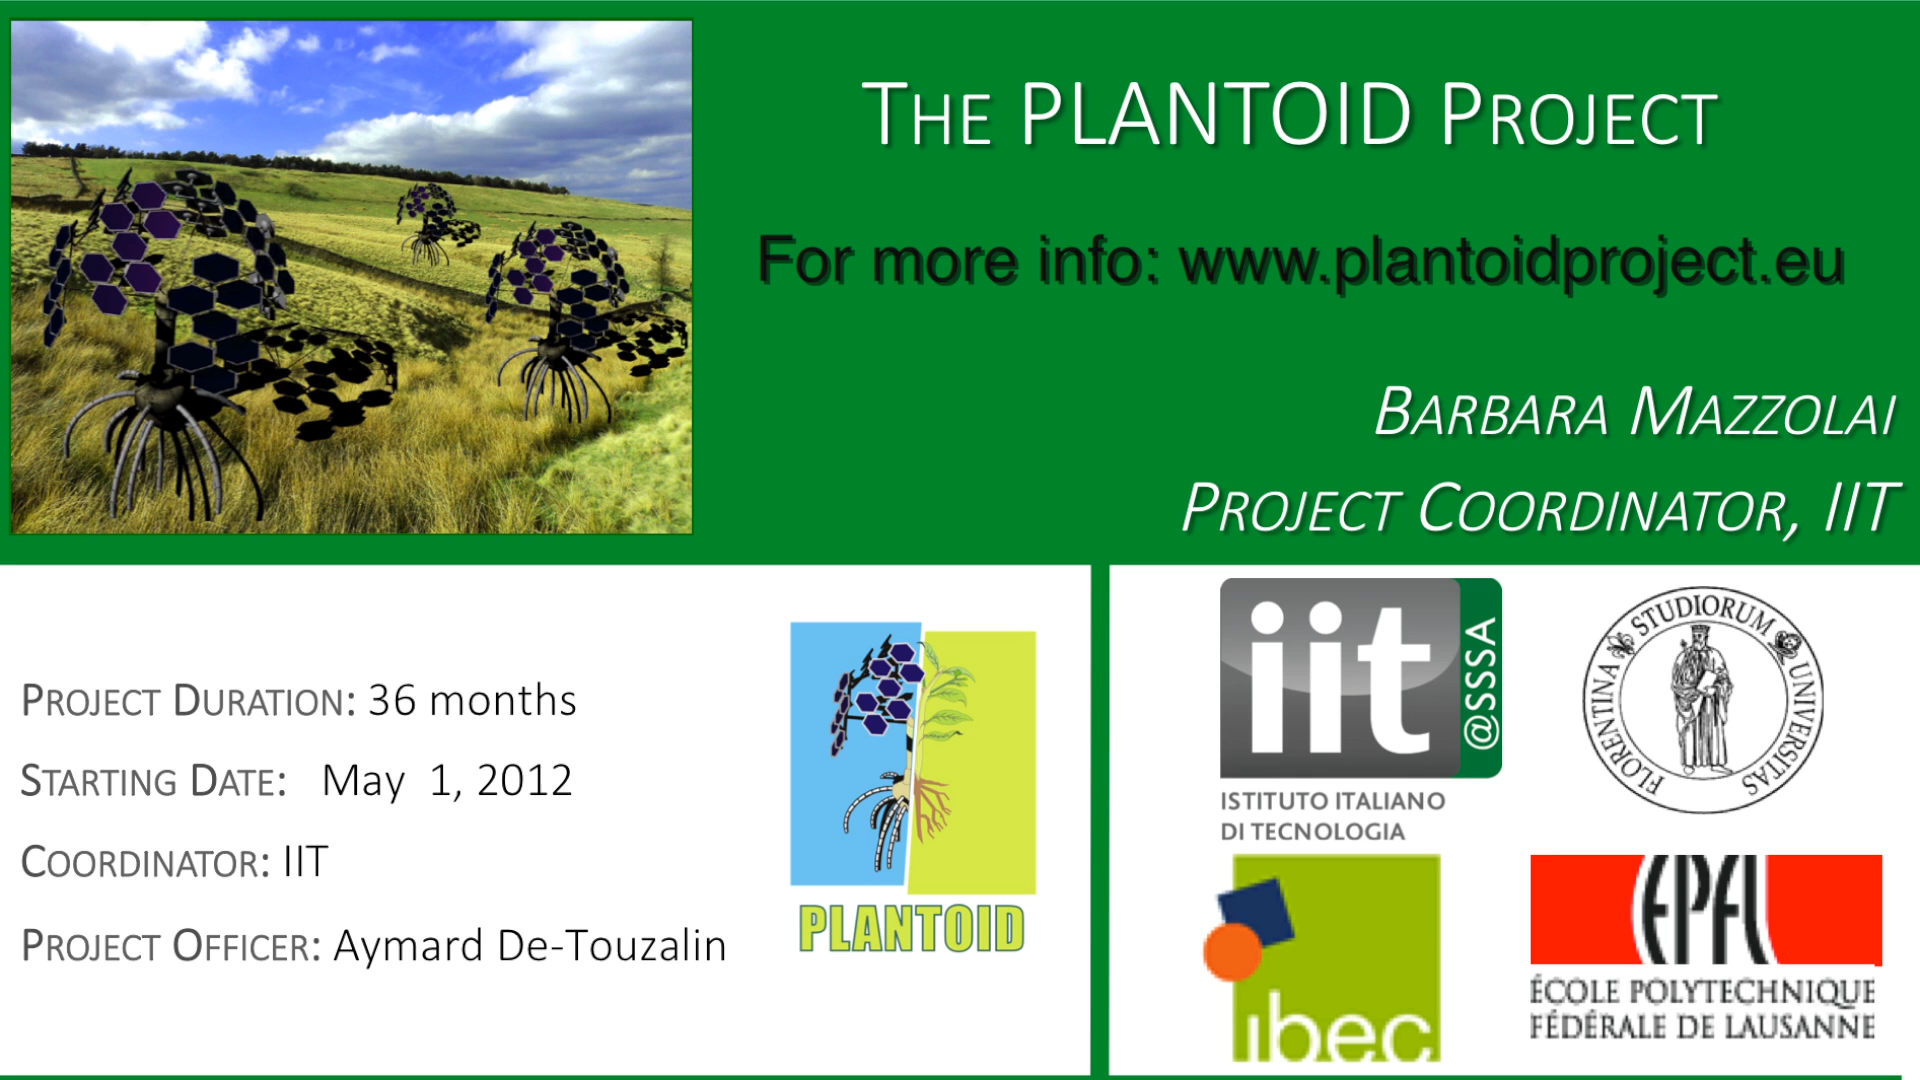 THE PLANTOID PROJECT
For more info: www.plantoidproject.eu
BARBARA MAZZOLAI
PROJECT COORDINATOR, IIT
PROJECT DURATION: 36 months
STARTING DATE: May 1, 2012
COORDINATOR: IIT
PROJECT OFFICER: Aymard De-Touzalin
PLANTOID
iit @SSSA
ISTITUTO ITALIANO
DI TECNOLOGIA
FLORENTINA STUDIORUM UNIVERSITAS
ibec
EPFL
ÉCOLE POLYTECHNIQUE
FÉDÉRALE DE LAUSANNE